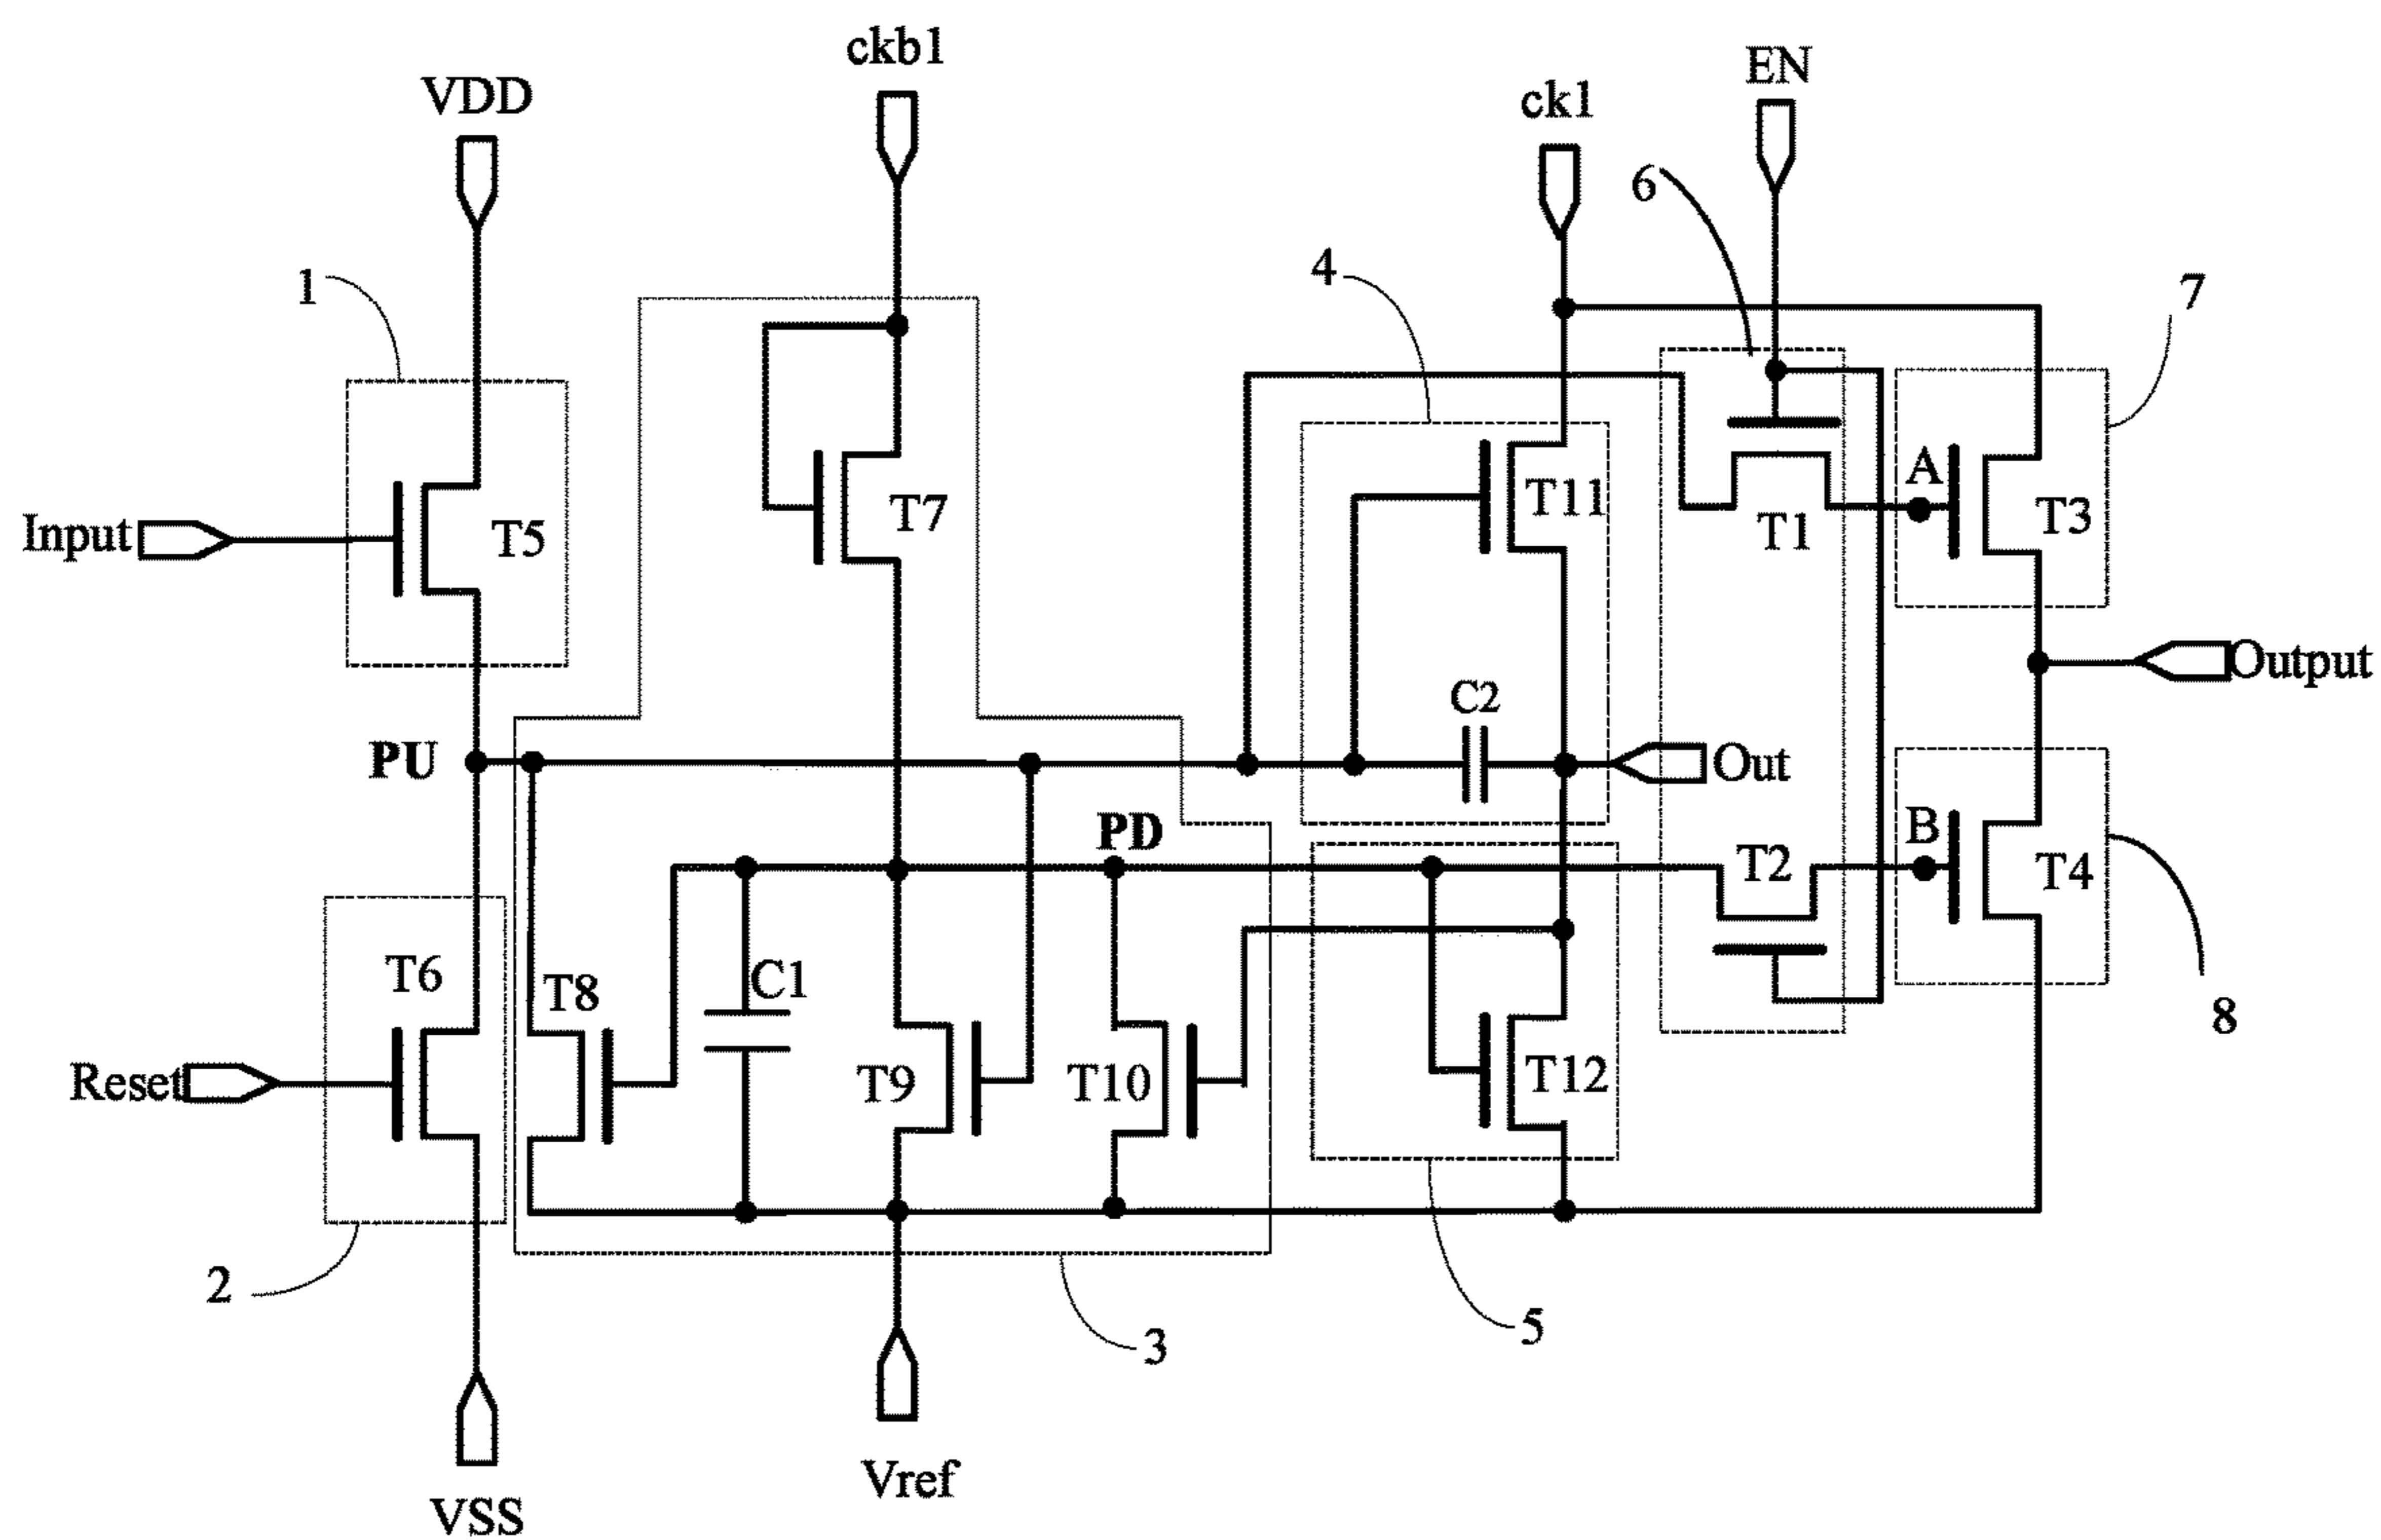 ckb1
EN
VDD
ck1
6
4
1
7
A
T11
T7
T3
Input
T5
T1
Output
C2
PU
Out
B
PD
T2
T4
T6
C1
T8
8
T12
Reset
T9
T10
2
5
3
Vref
VSS